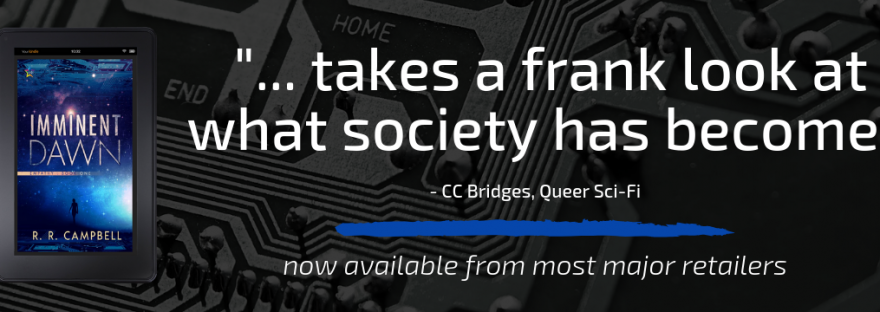 HOME
END
IMMINENT
DAWN
R. R. CAMPBELL
"... takes a frank look at
what society has become
- CC Bridges, Queer Sci-Fi
now available from most major retailers